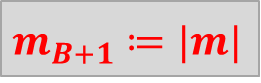 m_{B+1} := |m|